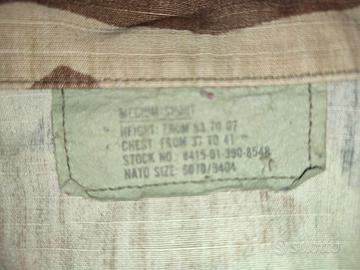 MEDIUM-SHORT
HEIGHT: FROM 63 TO 67
CHEST FROM 37 TO 41
STOCK NO: 8415-01-390-8548
NATO SIZE: 6070/9404
SUBITO